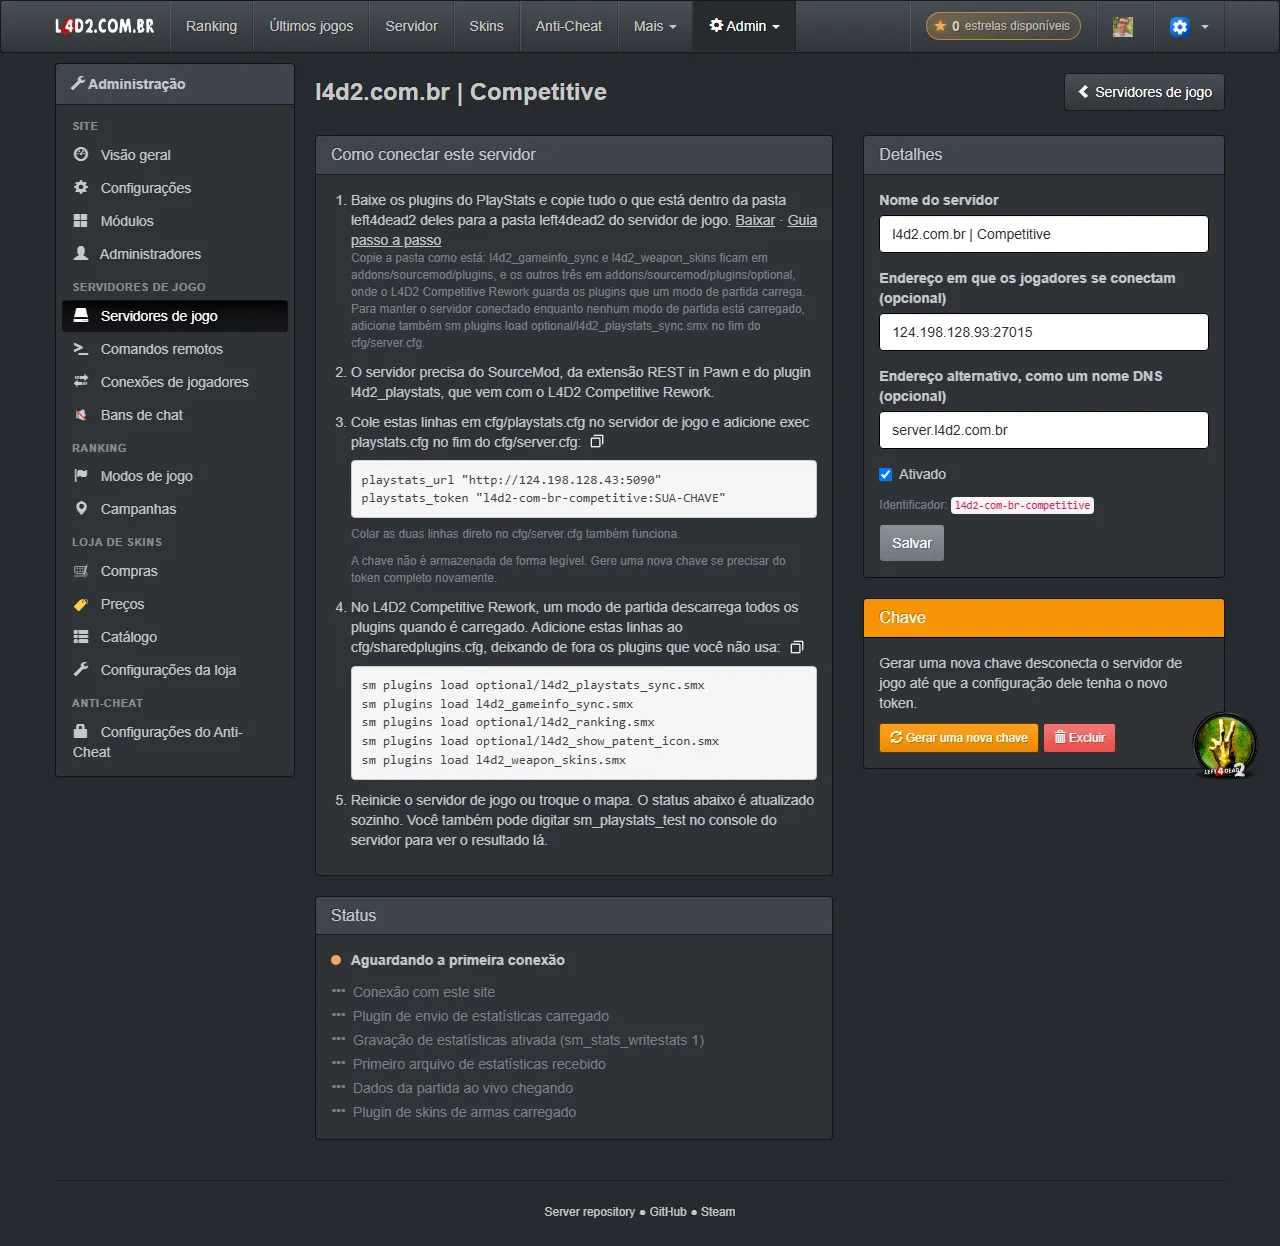 L4D2.COM.BR
Ranking
Últimos jogos
Servidor
Skins
Anti-Cheat
Mais
Admin
0 estrelas disponíveis
Administração
SITE
Visão geral
Configurações
Módulos
Administradores
SERVIDORES DE JOGO
Servidores de jogo
Comandos remotos
Conexões de jogadores
Bans de chat
RANKING
Modos de jogo
Campanhas
LOJA DE SKINS
Compras
Preços
Catálogo
Configurações da loja
ANTI-CHEAT
Configurações do Anti-
Cheat
l4d2.com.br | Competitive
Servidores de jogo
Como conectar este servidor
1. Baixe os plugins do PlayStats e copie tudo o que está dentro da pasta
left4dead2 deles para a pasta left4dead2 do servidor de jogo. Baixar · Guia
passo a passo
Copie a pasta como está: l4d2_gameinfo_sync e l4d2_weapon_skins ficam em
addons/sourcemod/plugins, e os outros três em addons/sourcemod/plugins/optional,
onde o L4D2 Competitive Rework guarda os plugins que um modo de partida carrega.
Para manter o servidor conectado enquanto nenhum modo de partida está carregado,
adicione também sm plugins load optional/l4d2_playstats_sync.smx no fim do
cfg/server.cfg.
2. O servidor precisa do SourceMod, da extensão REST in Pawn e do plugin
l4d2_playstats, que vem com o L4D2 Competitive Rework.
3. Cole estas linhas em cfg/playstats.cfg no servidor de jogo e adicione exec
playstats.cfg no fim do cfg/server.cfg:
playstats_url "http://124.198.128.43:5090"
playstats_token "l4d2-com-br-competitive:SUA-CHAVE"
Colar as duas linhas direto no cfg/server.cfg também funciona.
A chave não é armazenada de forma legível. Gere uma nova chave se precisar do
token completo novamente.
4. No L4D2 Competitive Rework, um modo de partida descarrega todos os
plugins quando é carregado. Adicione estas linhas ao
cfg/sharedplugins.cfg, deixando de fora os plugins que você não usa:
sm plugins load optional/l4d2_playstats_sync.smx
sm plugins load l4d2_gameinfo_sync.smx
sm plugins load optional/l4d2_ranking.smx
sm plugins load optional/l4d2_show_patent_icon.smx
sm plugins load l4d2_weapon_skins.smx
5. Reinicie o servidor de jogo ou troque o mapa. O status abaixo é atualizado
sozinho. Você também pode digitar sm_playstats_test no console do
servidor para ver o resultado lá.
Status
Aguardando a primeira conexão
Conexão com este site
Plugin de envio de estatísticas carregado
Gravação de estatísticas ativada (sm_stats_writestats 1)
Primeiro arquivo de estatísticas recebido
Dados da partida ao vivo chegando
Plugin de skins de armas carregado
Detalhes
Nome do servidor
l4d2.com.br | Competitive
Endereço em que os jogadores se conectam
(opcional)
124.198.128.93:27015
Endereço alternativo, como um nome DNS
(opcional)
server.l4d2.com.br
Ativado
Identificador: l4d2-com-br-competitive
Salvar
Chave
Gerar uma nova chave desconecta o servidor de
jogo até que a configuração dele tenha o novo
token.
Gerar uma nova chave
Excluir
LEFT4DEAD2
Server repository ● GitHub ● Steam